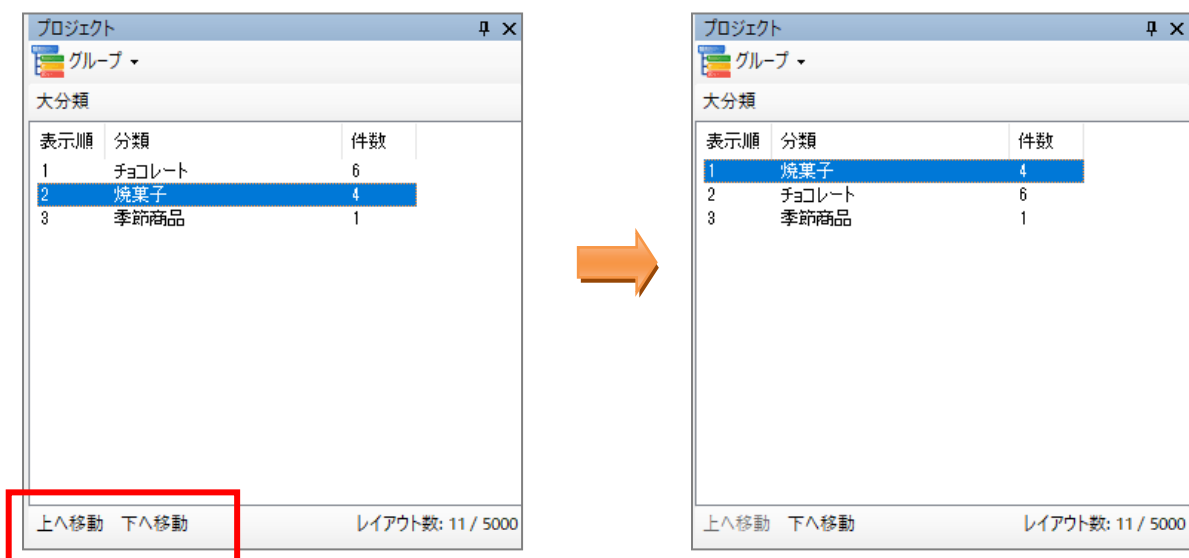 プロジェクト
グループ
大分類
表示順 分類 件数
1 チョコレート 6
2 焼菓子 4
3 季節商品 1
上へ移動 下へ移動 レイアウト数: 11 / 5000
プロジェクト
グループ
大分類
表示順 分類 件数
1 焼菓子 4
2 チョコレート 6
3 季節商品 1
上へ移動 下へ移動 レイアウト数: 11 / 5000